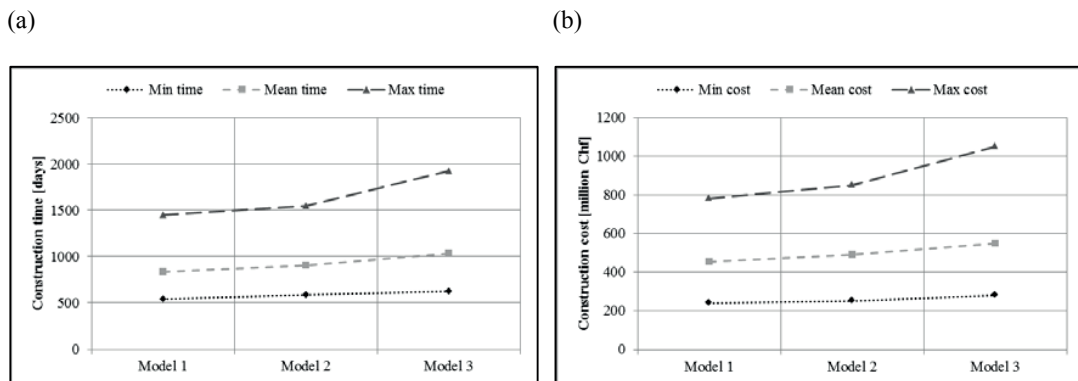 (a)
(b)
Min time Mean time Max time
Construction time [days]
2500
2000
1500
1000
500
0
Model 1 Model 2 Model 3
Min cost Mean cost Max cost
Construction cost [million Chf]
1200
1000
800
600
400
200
0
Model 1 Model 2 Model 3